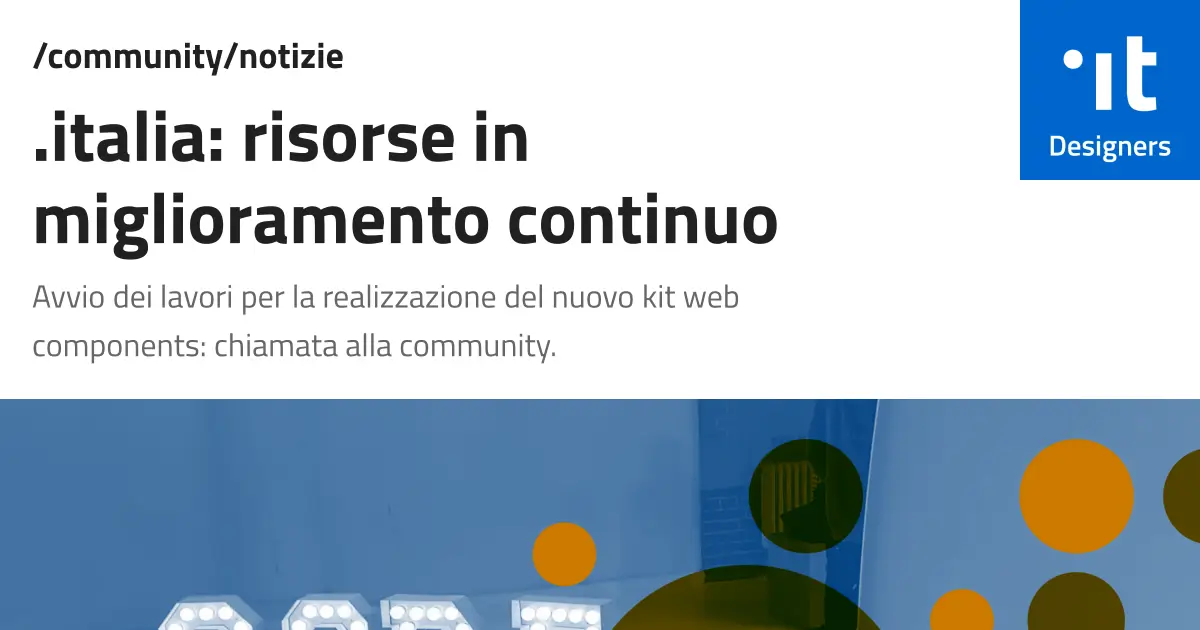 /community/notizie
.italia: risorse in
miglioramento continuo
Avvio dei lavori per la realizzazione del nuovo kit web
components: chiamata alla community.
it
Designers